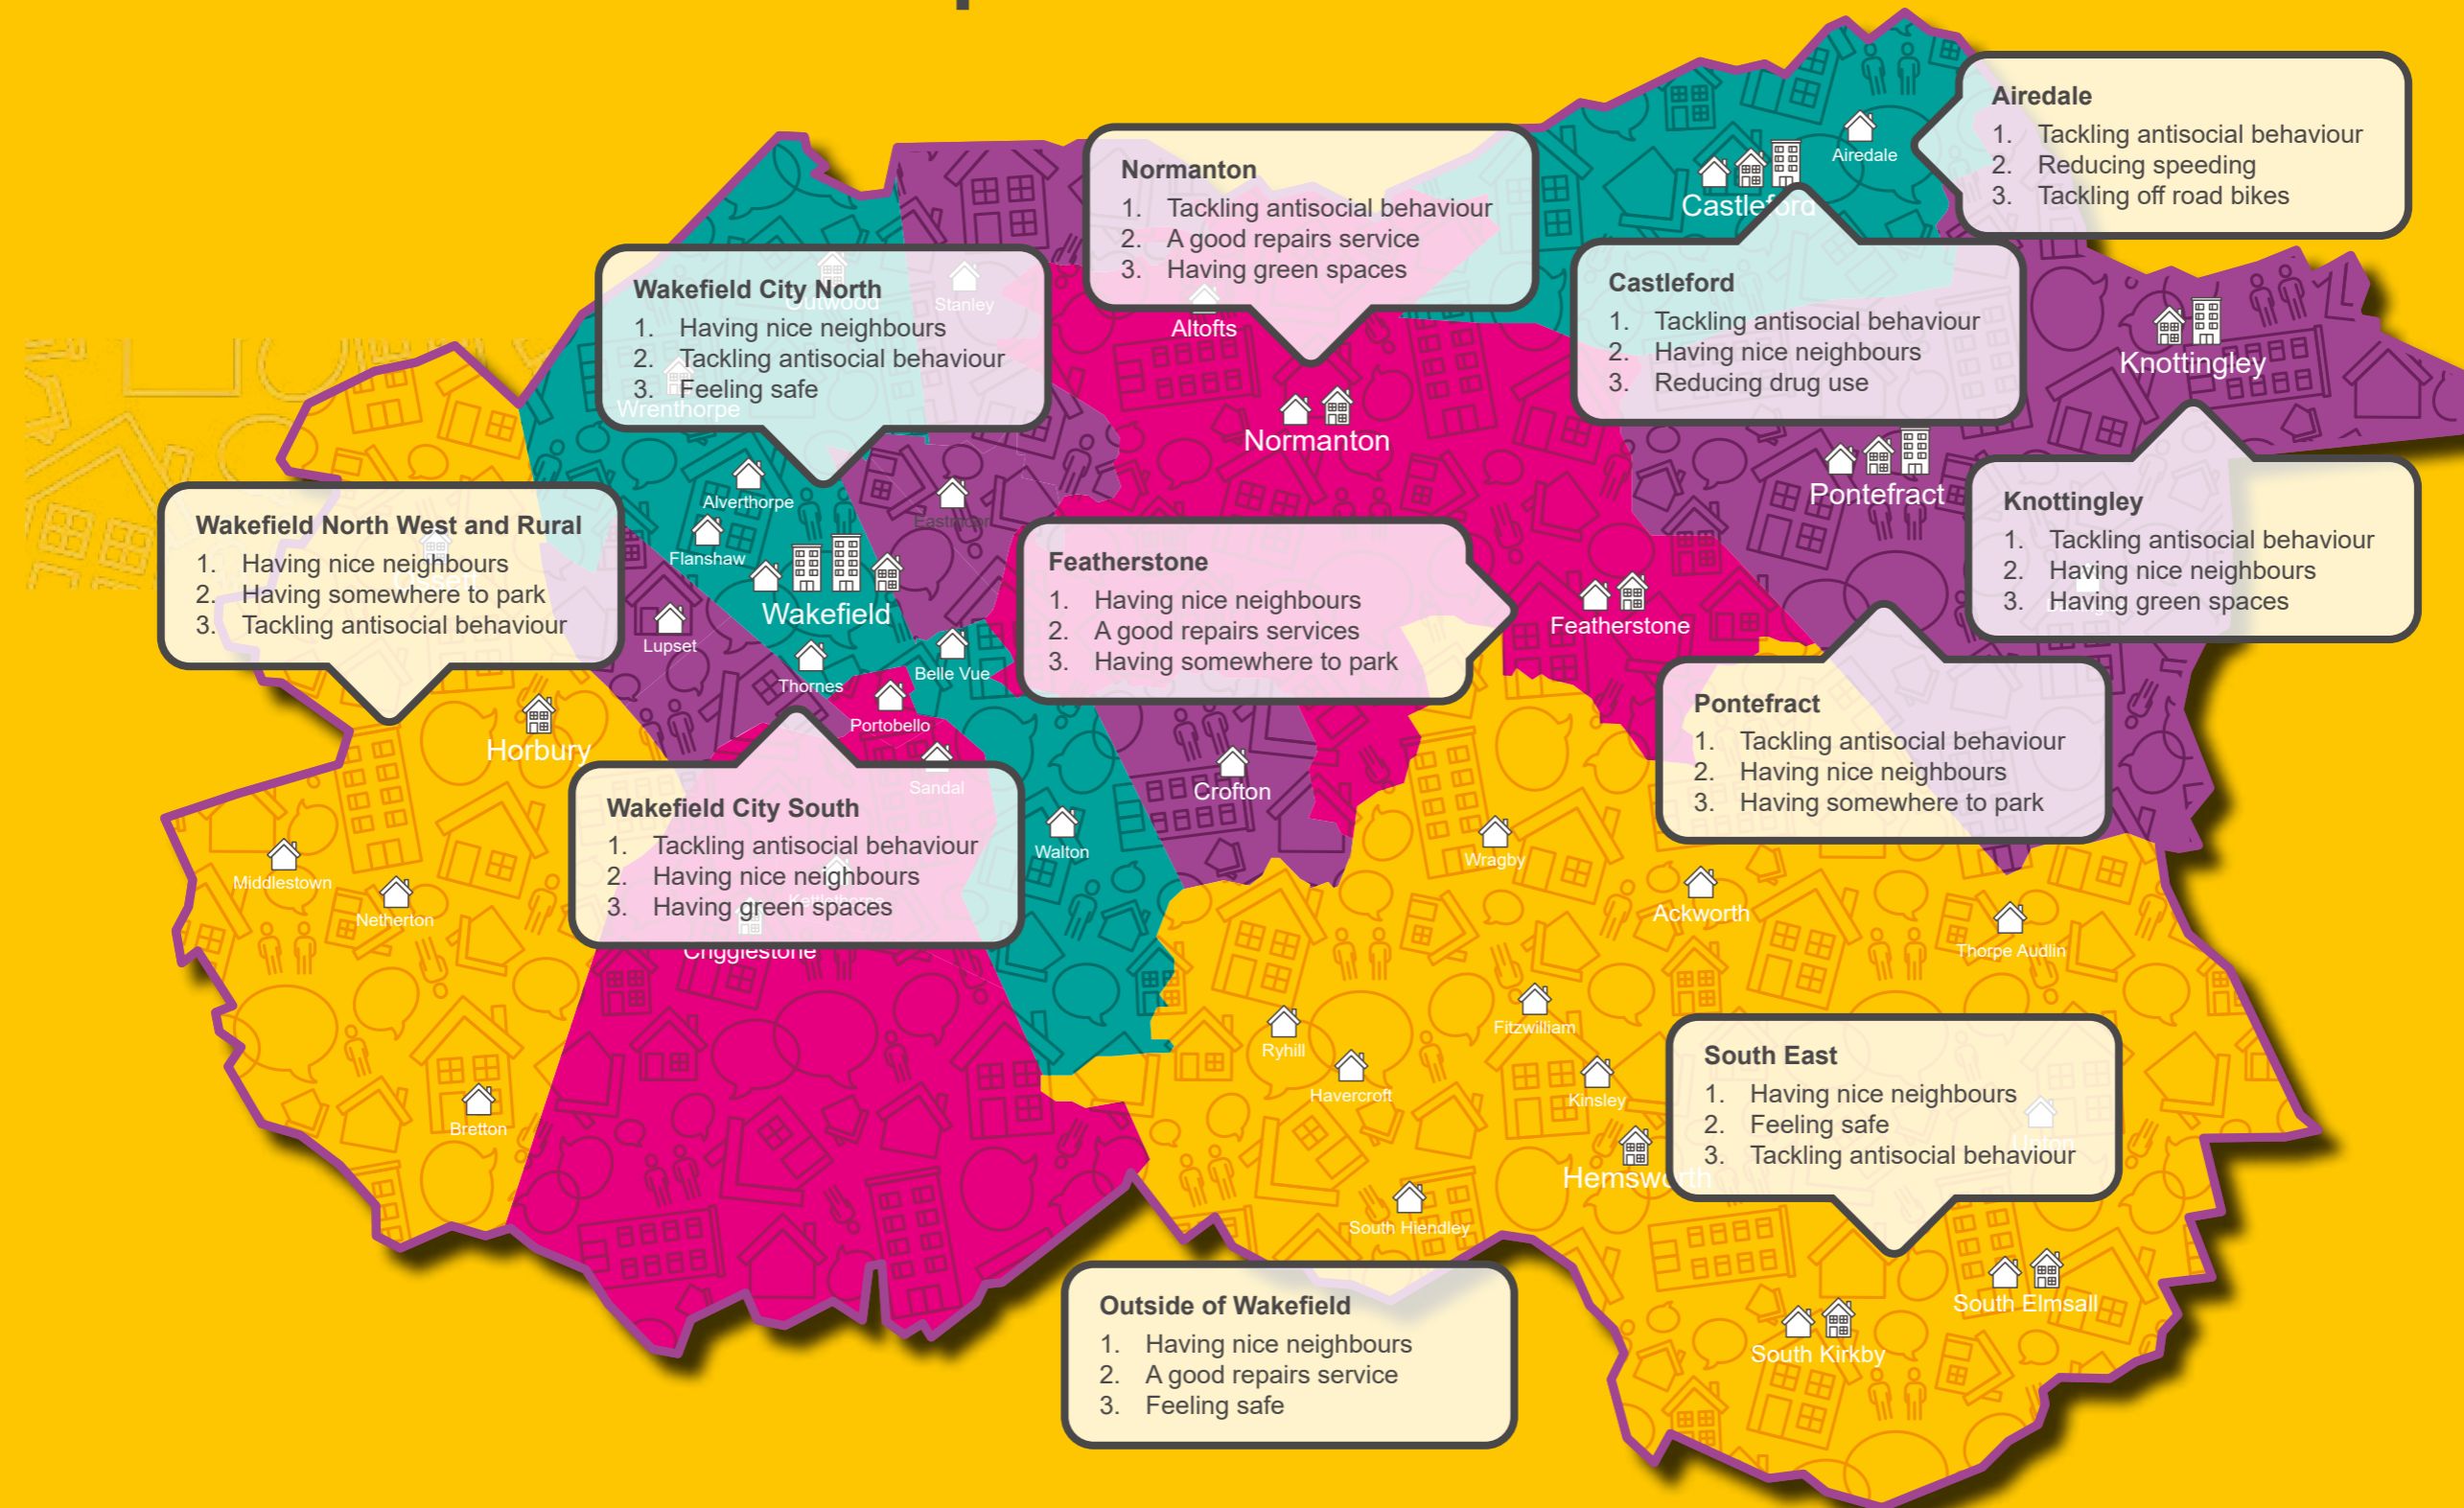 Airedale
1. Tackling antisocial behaviour
2. Reducing speeding
3. Tackling off road bikes
Normanton
1. Tackling antisocial behaviour
2. A good repairs service
3. Having green spaces
Airedale
Castleford
Wakefield City North
1. Having nice neighbours
2. Tackling antisocial behaviour
3. Feeling safe
Outwood
Stanley
Wrenthorpe
Altofts
Castleford
1. Tackling antisocial behaviour
2. Having nice neighbours
3. Reducing drug use
Knottingley
Normanton
Pontefract
Alverthorpe
Eastmoor
Flanshaw
Wakefield
Wakefield North West and Rural
1. Having nice neighbours
2. Having somewhere to park
3. Tackling antisocial behaviour
Ossett
Knottingley
1. Tackling antisocial behaviour
2. Having nice neighbours
3. Having green spaces
Featherstone
1. Having nice neighbours
2. A good repairs services
3. Having somewhere to park
Featherstone
Lupset
Thornes
Belle Vue
Portobello
Horbury
Sandal
Pontefract
1. Tackling antisocial behaviour
2. Having nice neighbours
3. Having somewhere to park
Crofton
Wakefield City South
1. Tackling antisocial behaviour
2. Having nice neighbours
3. Having green spaces
Kettlethorpe
Crigglestone
Walton
Wragby
Middlestown
Netherton
Ackworth
Thorpe Audlin
Fitzwilliam
Ryhill
Havercroft
Kinsley
Bretton
South East
1. Having nice neighbours
2. Feeling safe
3. Tackling antisocial behaviour
Upton
Hemsworth
South Hiendley
South Elmsall
South Kirkby
Outside of Wakefield
1. Having nice neighbours
2. A good repairs service
3. Feeling safe